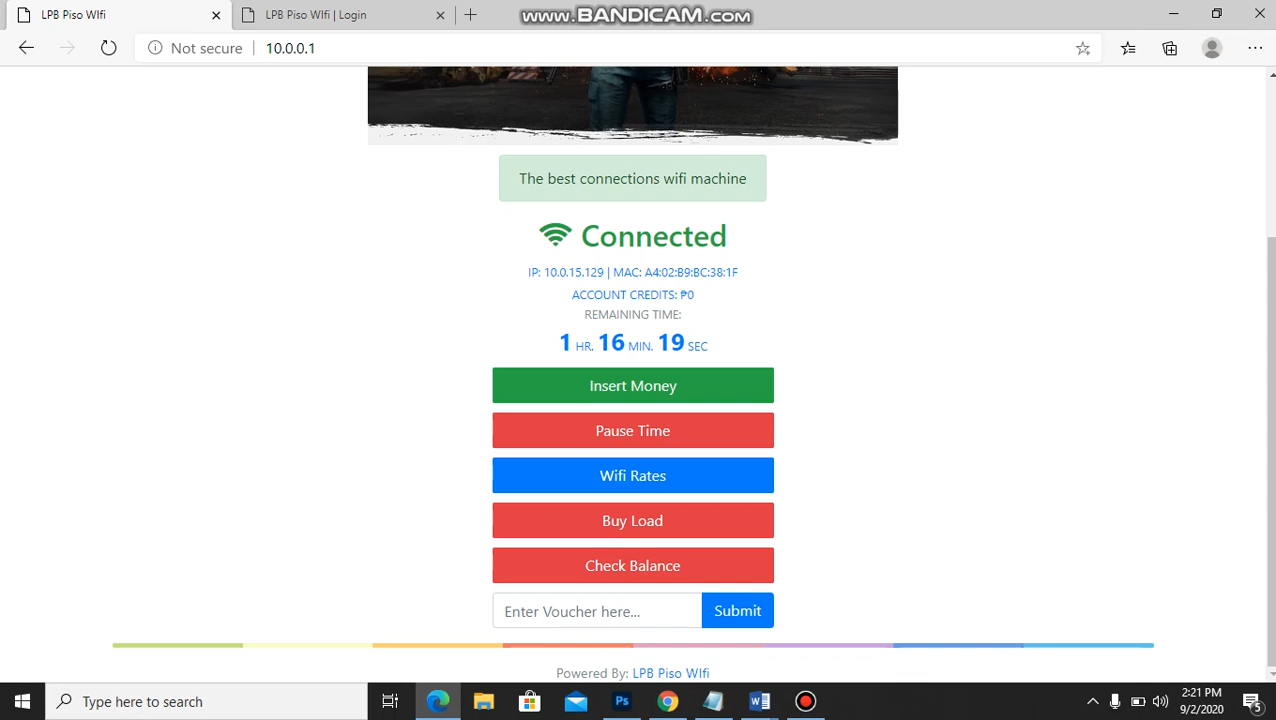 LPB Piso WIfi
LPB Piso WIfi | Login
www.BANDICAM.com
Not secure
10.0.0.1
The best connections wifi machine
Connected
IP: 10.0.15.129 | MAC: A4:02:B9:BC:38:1F
ACCOUNT CREDITS: ₱0
REMAINING TIME:
1 HR. 16 MIN. 19 SEC
Insert Money
Pause Time
Wifi Rates
Buy Load
Check Balance
Enter Voucher here...
Submit
Powered By: LPB Piso WIfi
Type here to search
Ps
W
2:21 PM
9/2/2020
5